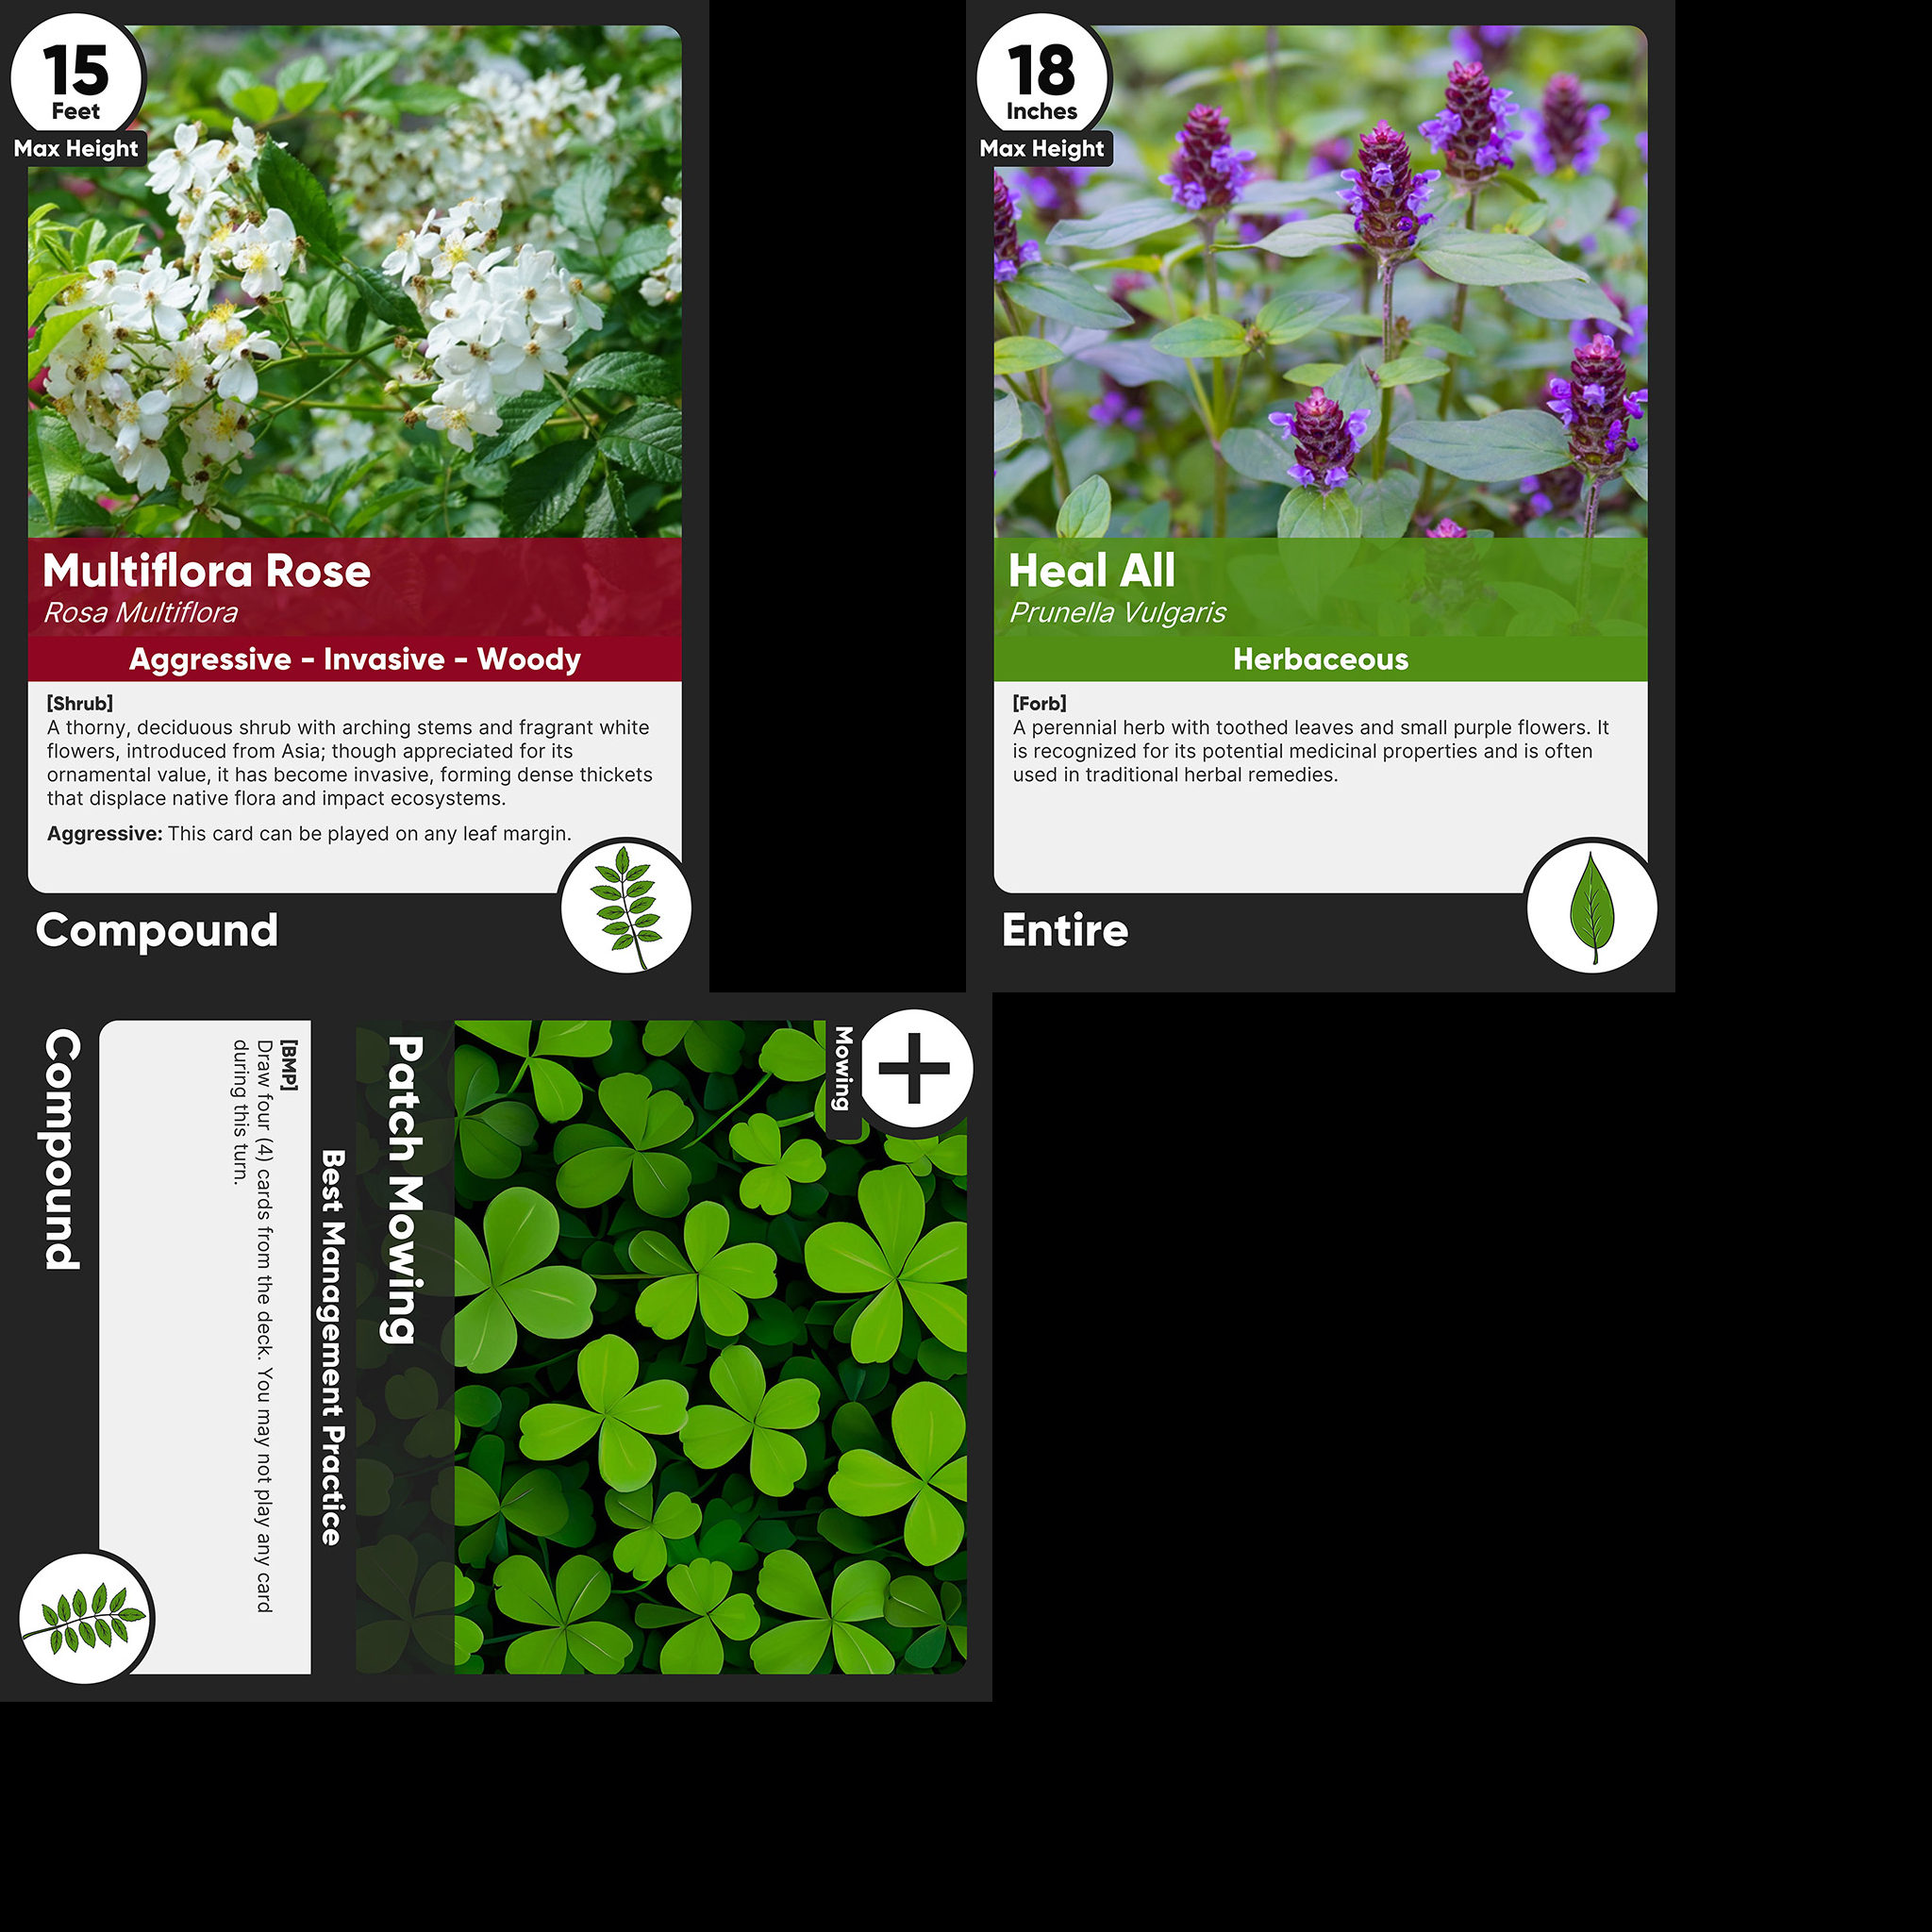 15
Feet
Max Height
Multiflora Rose
Rosa Multiflora
Aggressive - Invasive - Woody
[Shrub]
A thorny, deciduous shrub with arching stems and fragrant white
flowers, introduced from Asia; though appreciated for its
ornamental value, it has become invasive, forming dense thickets
that displace native flora and impact ecosystems.
Aggressive: This card can be played on any leaf margin.
Compound
18
Inches
Max Height
Heal All
Prunella Vulgaris
Herbaceous
[Forb]
A perennial herb with toothed leaves and small purple flowers. It
is recognized for its potential medicinal properties and is often
used in traditional herbal remedies.
Entire
+
Mowing
Patch Mowing
Best Management Practice
[BMP]
Draw four (4) cards from the deck. You may not play any card
during this turn.
Compound